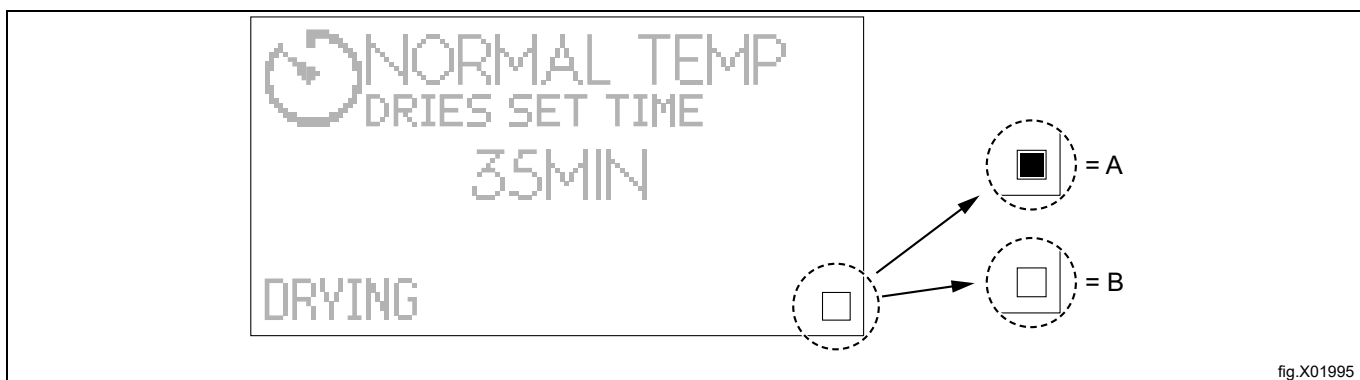 NORMAL TEMP
DRIES SET TIME
35MIN
DRYING
= A
= B
fig.X01995